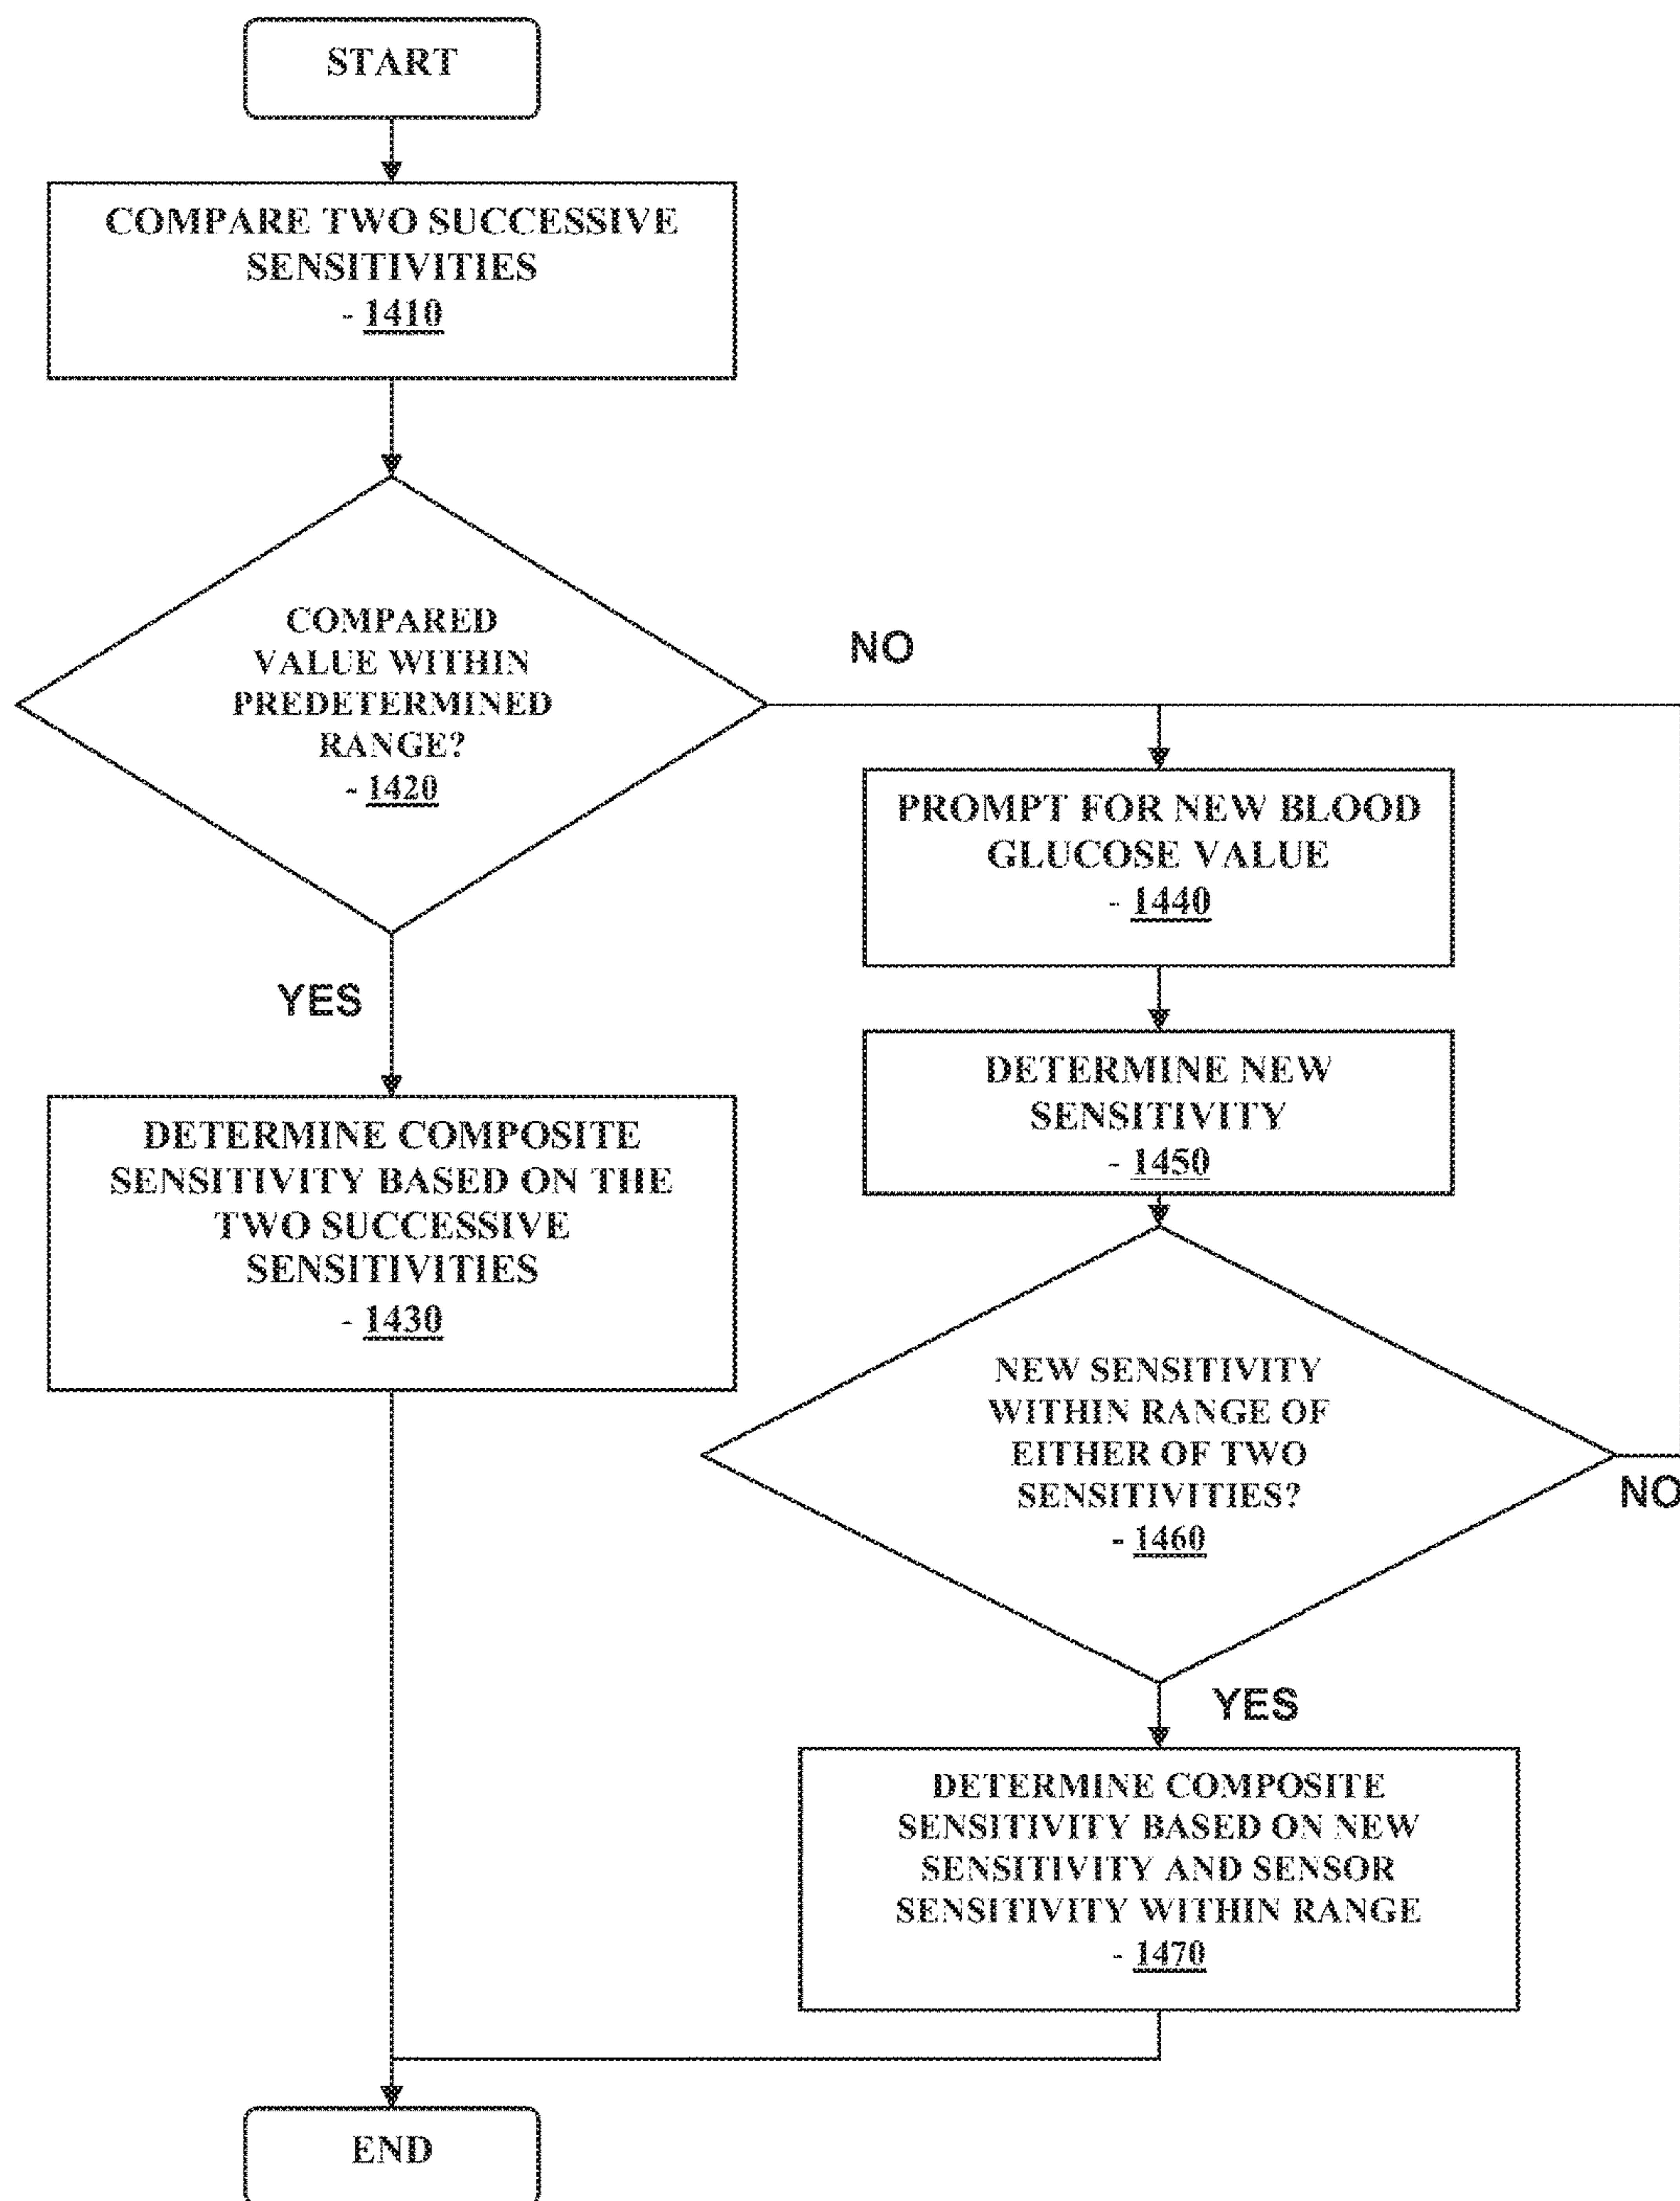 START
COMPARE TWO SUCCESSIVE
SENSITIVITIES
- 1410
COMPARED
VALUE WITHIN
PREDETERMINED
RANGE?
- 1420
NO
YES
DETERMINE COMPOSITE
SENSITIVITY BASED ON THE
TWO SUCCESSIVE
SENSITIVITIES
- 1430
PROMPT FOR NEW BLOOD
GLUCOSE VALUE
- 1440
DETERMINE NEW
SENSITIVITY
- 1450
NEW SENSITIVITY
WITHIN RANGE OF
EITHER OF TWO
SENSITIVITIES?
- 1460
NO
YES
DETERMINE COMPOSITE
SENSITIVITY BASED ON NEW
SENSITIVITY AND SENSOR
SENSITIVITY WITHIN RANGE
- 1470
END